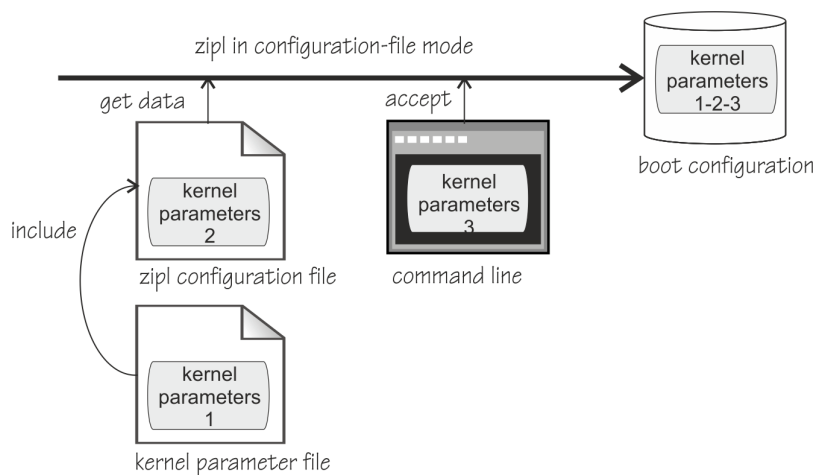 zipl in configuration-file mode
kernel
parameters
1-2-3
boot configuration
get data
accept
kernel
parameters
2
zipl configuration file
kernel
parameters
3
command line
include
kernel
parameters
1
kernel parameter file